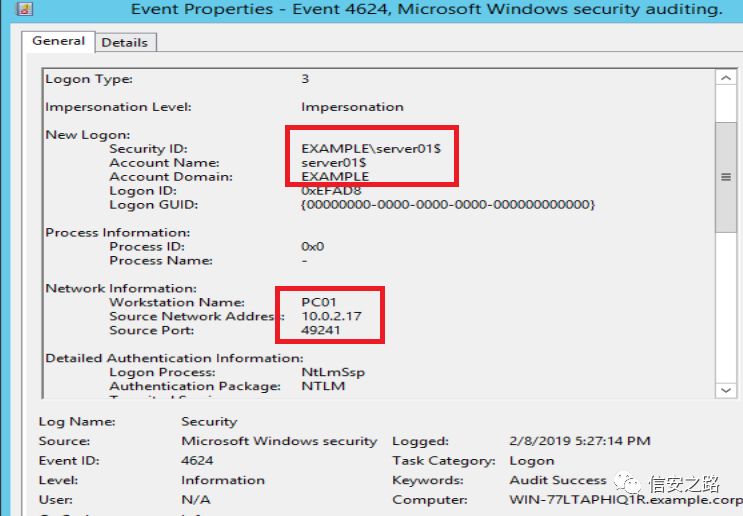 Event Properties - Event 4624, Microsoft Windows security auditing.
General Details
Logon Type: 3
Impersonation Level: Impersonation
New Logon:
Security ID: EXAMPLE\server01$
Account Name: server01$
Account Domain: EXAMPLE
Logon ID: 0xEFAD8
Logon GUID: {00000000-0000-0000-0000-000000000000}
Process Information:
Process ID: 0x0
Process Name: -
Network Information:
Workstation Name: PC01
Source Network Address: 10.0.2.17
Source Port: 49241
Detailed Authentication Information:
Logon Process: NtLmSsp
Authentication Package: NTLM
Log Name: Security
Source: Microsoft Windows security Logged: 2/8/2019 5:27:14 PM
Event ID: 4624 Task Category: Logon
Level: Information Keywords: Audit Success
User: N/A Computer: WIN-77LTAPHIQ1R.example.corp
信安之路